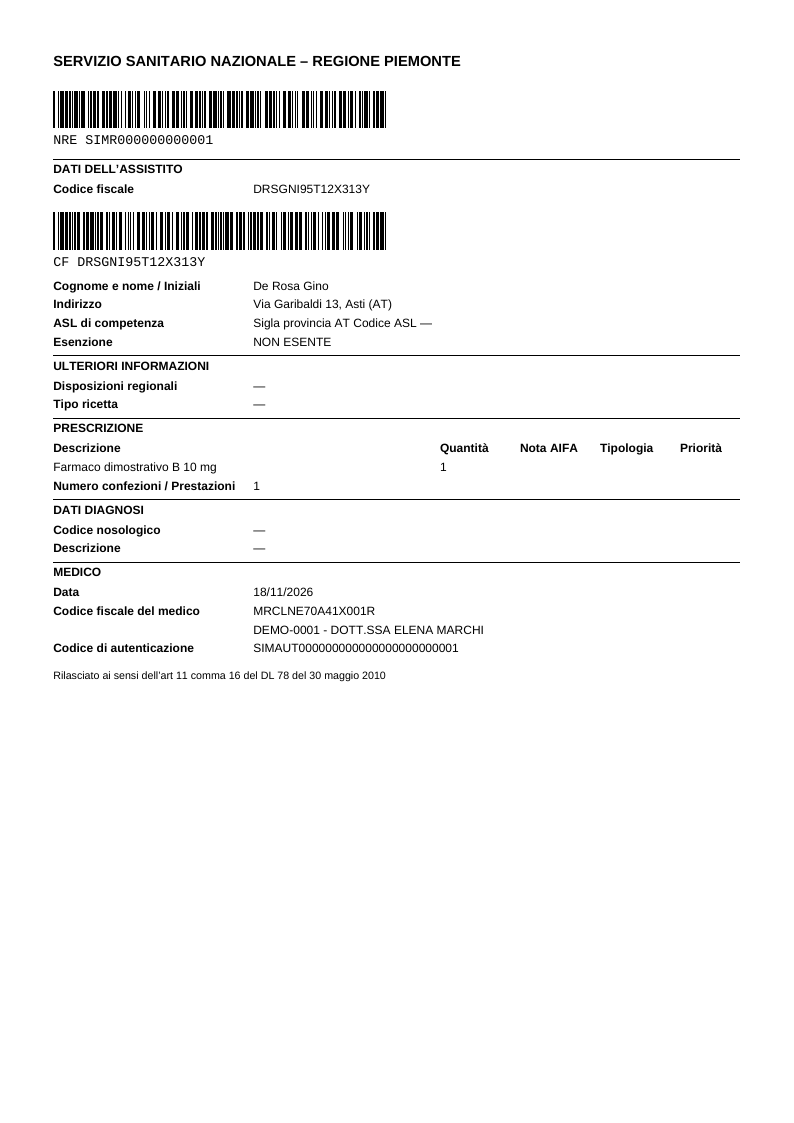 SERVIZIO SANITARIO NAZIONALE – REGIONE PIEMONTE
NRE SIMR000000000001
DATI DELL’ASSISTITO
Codice fiscale DRSGNI95T12X313Y
CF DRSGNI95T12X313Y
Cognome e nome / Iniziali De Rosa Gino
Indirizzo Via Garibaldi 13, Asti (AT)
ASL di competenza Sigla provincia AT Codice ASL —
Esenzione NON ESENTE
ULTERIORI INFORMAZIONI
Disposizioni regionali —
Tipo ricetta —
PRESCRIZIONE
Descrizione Quantità Nota AIFA Tipologia Priorità
Farmaco dimostrativo B 10 mg 1
Numero confezioni / Prestazioni 1
DATI DIAGNOSI
Codice nosologico —
Descrizione —
MEDICO
Data 18/11/2026
Codice fiscale del medico MRCLNE70A41X001R
DEMO-0001 - DOTT.SSA ELENA MARCHI
Codice di autenticazione SIMAUT000000000000000000000001
Rilasciato ai sensi dell’art 11 comma 16 del DL 78 del 30 maggio 2010